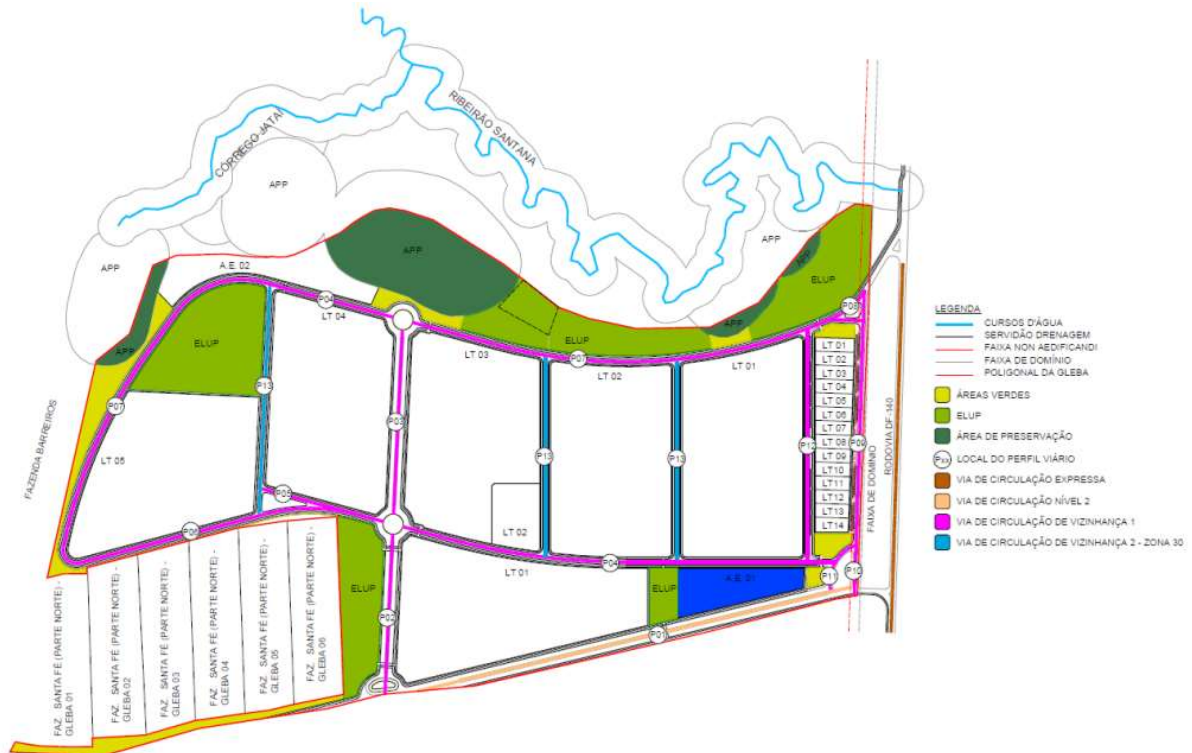 CÓRREGO JATAÍ
RIBEIRÃO SANTANA
APP
APP
APP
APP
APP
APP
APP
APP
A.E. 02
ELUP
ELUP
ELUP
ELUP
P04
LT 04
P08
LT 03
P07
LT 02
LT 01
P13
P07
P03
P13
P13
P12
P09
LT 01
LT 02
LT 03
LT 04
LT 05
LT 06
LT 07
LT 08
LT 09
LT10
LT11
LT12
LT13
LT14
FAIXA DE DOMÍNIO
RODOVIA DF-140
FAZENDA BARREIROS
LT 05
P05
P06
LT 02
LT 01
P04
A.E. 01
P11
P10
ELUP
ELUP
P02
P01
FAZ. SANTA FÉ (PARTE NORTE) -
GLEBA 01
FAZ. SANTA FÉ (PARTE NORTE) -
GLEBA 02
FAZ. SANTA FÉ (PARTE NORTE) -
GLEBA 03
FAZ. SANTA FÉ (PARTE NORTE) -
GLEBA 04
FAZ. SANTA FÉ (PARTE NORTE) -
GLEBA 05
FAZ. SANTA FÉ (PARTE NORTE) -
GLEBA 06
LEGENDA
CURSOS D'ÁGUA
SERVIDÃO DRENAGEM
FAIXA NON AEDIFICANDI
FAIXA DE DOMÍNIO
POLIGONAL DA GLEBA
ÁREAS VERDES
ELUP
ÁREA DE PRESERVAÇÃO
Pxx LOCAL DO PERFIL VIÁRIO
VIA DE CIRCULAÇÃO EXPRESSA
VIA DE CIRCULAÇÃO NÍVEL 2
VIA DE CIRCULAÇÃO DE VIZINHANÇA 1
VIA DE CIRCULAÇÃO DE VIZINHANÇA 2 - ZONA 30